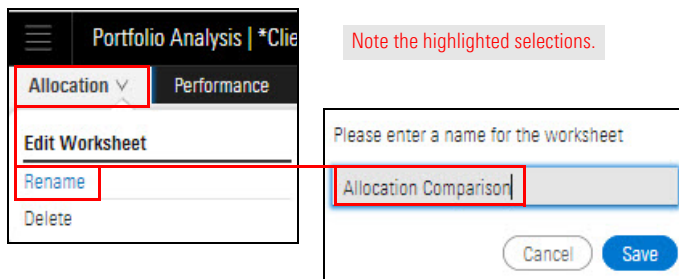 Portfolio Analysis | *Clie
Note the highlighted selections.
Allocation Performance
Edit Worksheet
Rename
Delete
Please enter a name for the worksheet
Allocation Comparison
Cancel Save